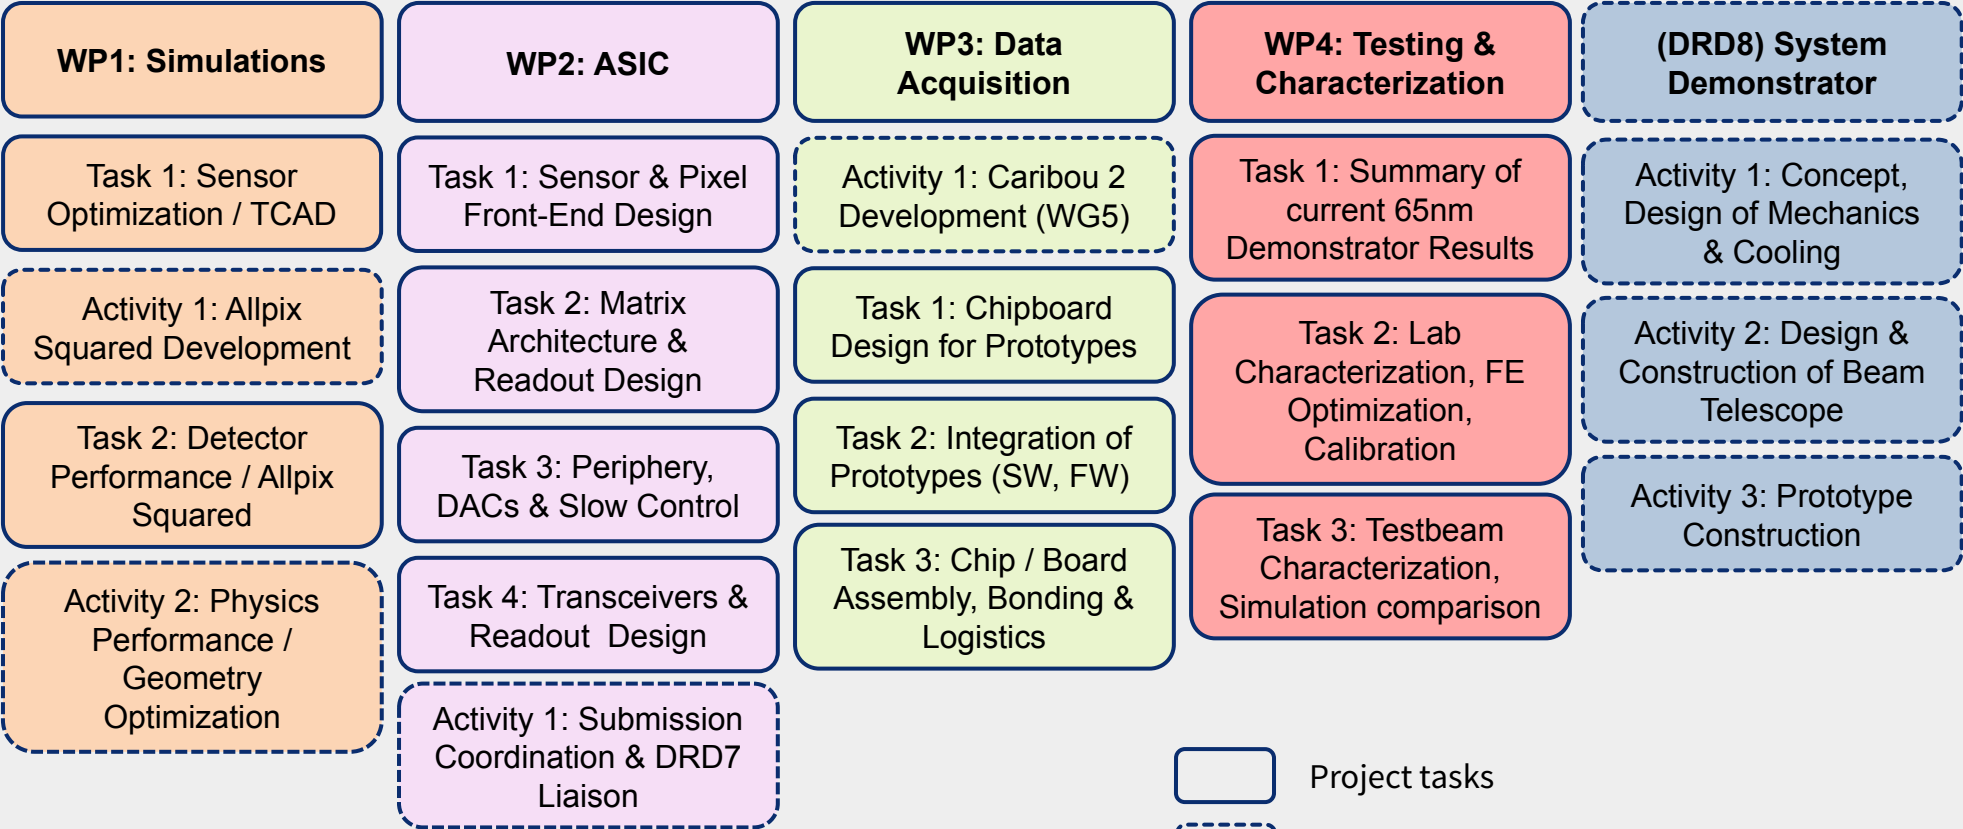 WP1: Simulations
Task 1: Sensor
Optimization / TCAD
Activity 1: Allpix
Squared Development
Task 2: Detector
Performance / Allpix
Squared
Activity 2: Physics
Performance /
Geometry
Optimization
WP2: ASIC
Task 1: Sensor & Pixel
Front-End Design
Task 2: Matrix
Architecture &
Readout Design
Task 3: Periphery,
DACs & Slow Control
Task 4: Transceivers &
Readout  Design
Activity 1: Submission
Coordination & DRD7
Liaison
WP3: Data
Acquisition
Activity 1: Caribou 2
Development (WG5)
Task 1: Chipboard
Design for Prototypes
Task 2: Integration of
Prototypes (SW, FW)
Task 3: Chip / Board
Assembly, Bonding &
Logistics
WP4: Testing &
Characterization
Task 1: Summary of
current 65nm
Demonstrator Results
Task 2: Lab
Characterization, FE
Optimization,
Calibration
Task 3: Testbeam
Characterization,
Simulation comparison
(DRD8) System
Demonstrator
Activity 1: Concept,
Design of Mechanics
& Cooling
Activity 2: Design &
Construction of Beam
Telescope
Activity 3: Prototype
Construction
Project tasks